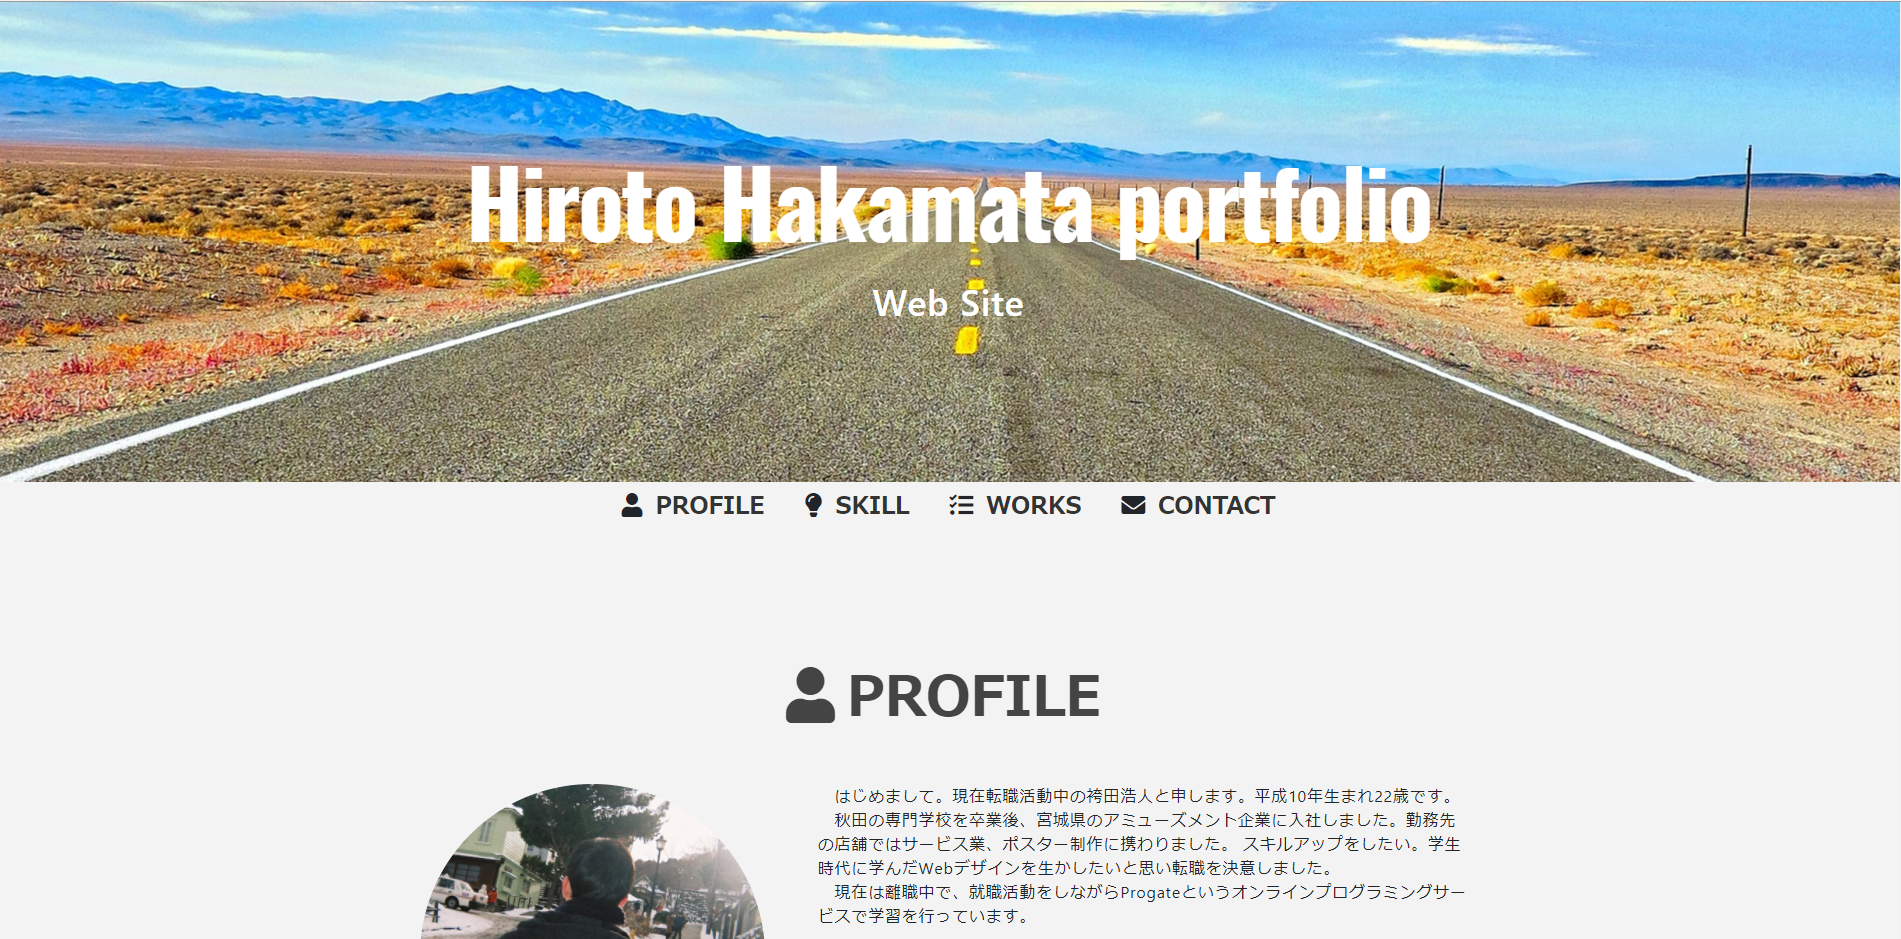 Hiroto Hakamata portfolio
Web Site
PROFILE SKILL WORKS CONTACT
PROFILE
はじめまして。現在転職活動中の袴田浩人と申します。平成10年生まれ22歳です。
秋田の専門学校を卒業後、宮城県のアミューズメント企業に入社しました。勤務先
の店舗ではサービス業、ポスター制作に携わりました。 スキルアップをしたい。学生
時代に学んだWebデザインを生かしたいと思い転職を決意しました。
現在は離職中で、就職活動をしながらProgateというオンラインプログラミングサー
ビスで学習を行っています。